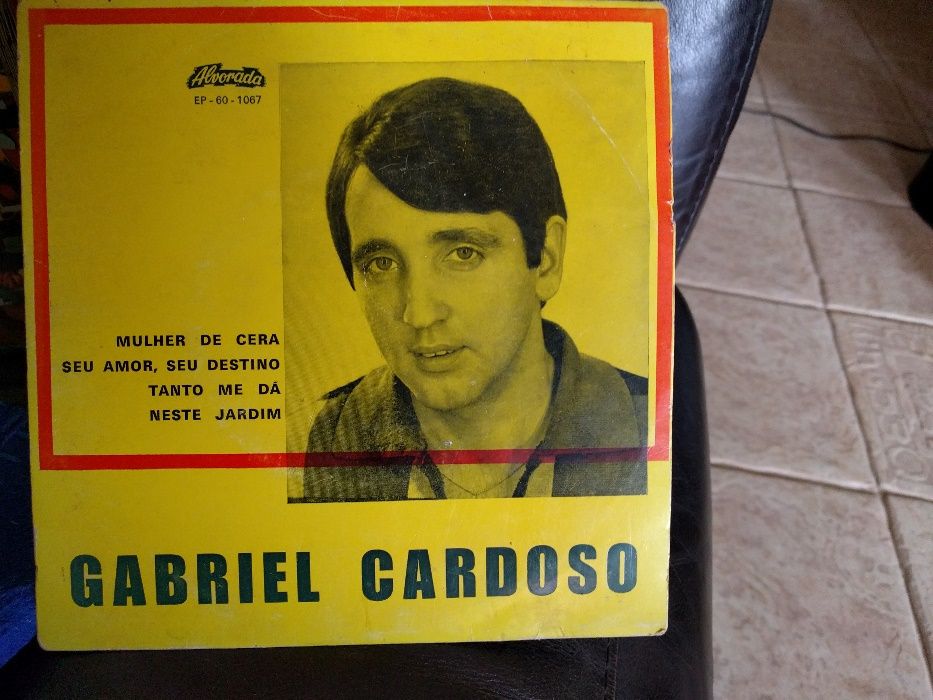 Alvorada
EP - 60 - 1067
MULHER DE CERA
SEU AMOR, SEU DESTINO
TANTO ME DÁ
NESTE JARDIM
GABRIEL CARDOSO